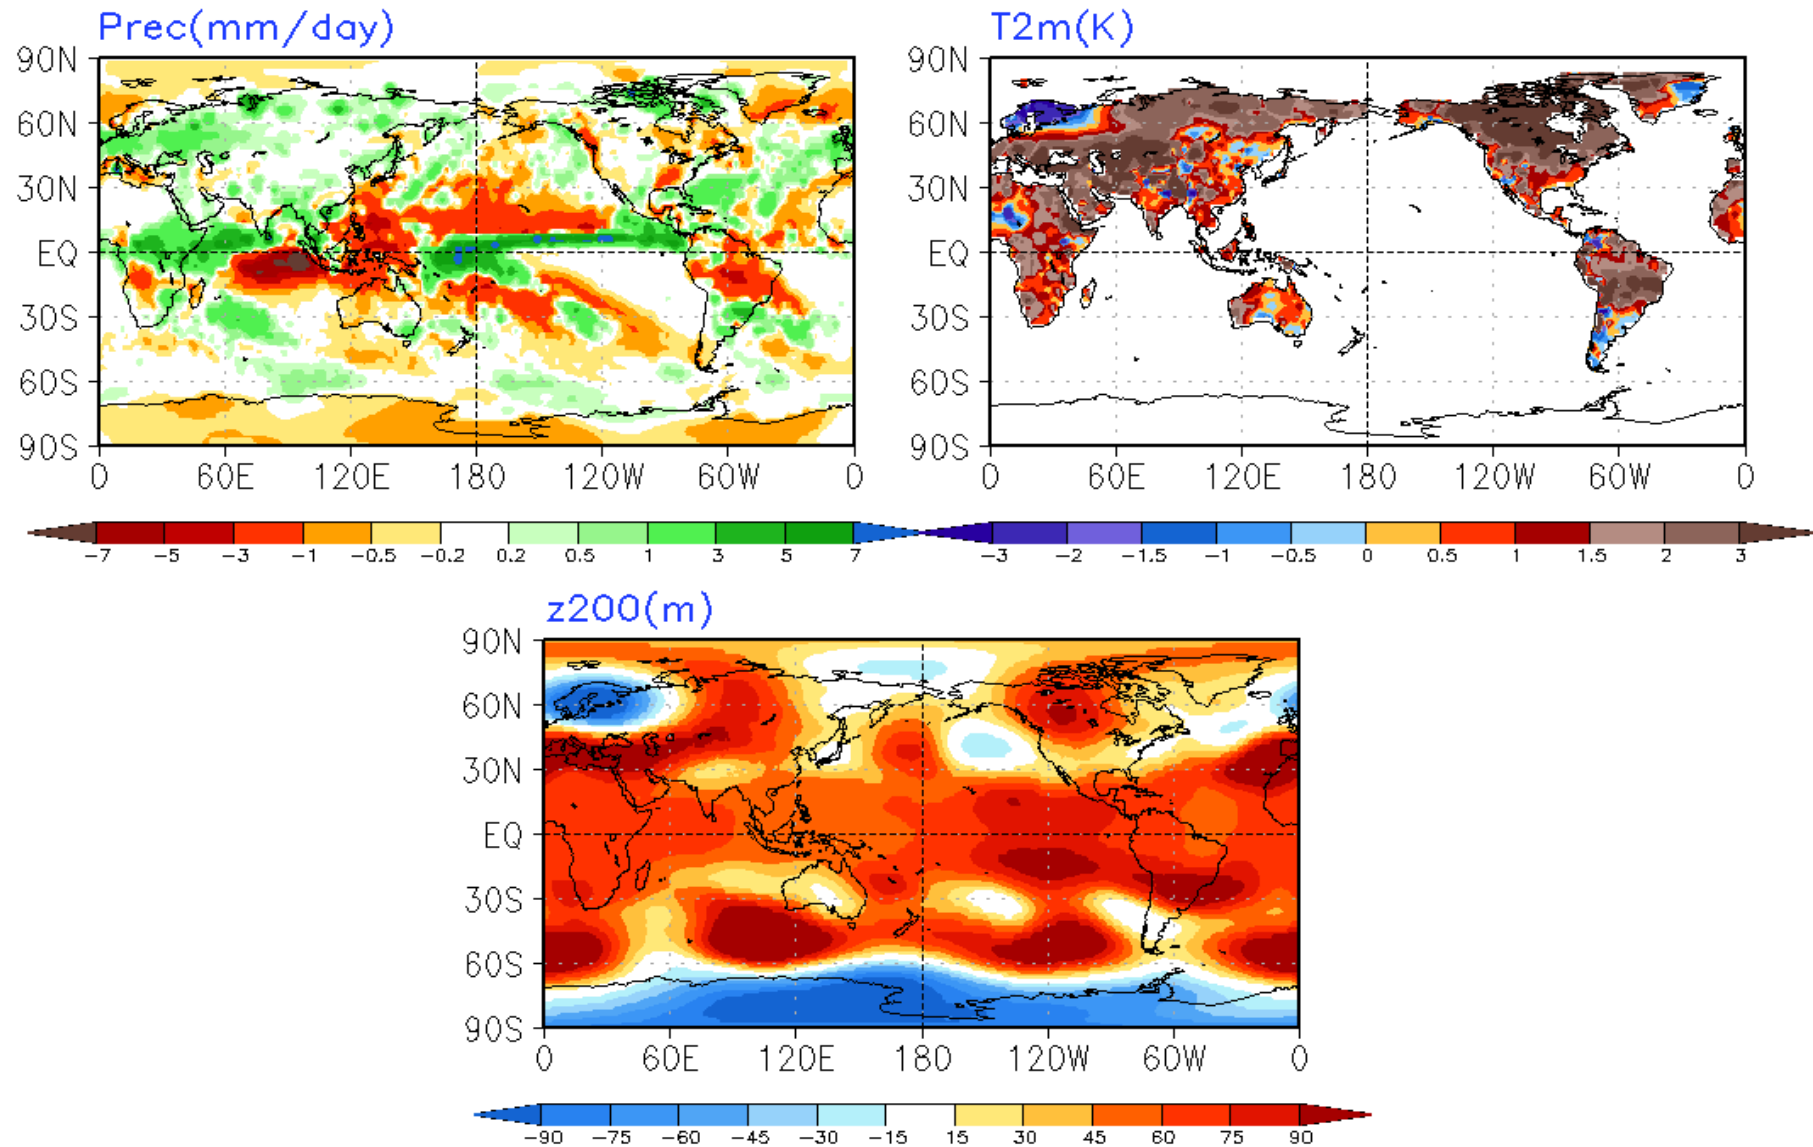 Prec(mm/day)
90N
60N
30N
EQ
30S
60S
90S
0 60E 120E 180 120W 60W 0
-7 -5 -3 -1 -0.5 -0.2 0.2 0.5 1 3 5 7
T2m(K)
90N
60N
30N
EQ
30S
60S
90S
0 60E 120E 180 120W 60W 0
-3 -2 -1.5 -1 -0.5 0 0.5 1 1.5 2 3
z200(m)
90N
60N
30N
EQ
30S
60S
90S
0 60E 120E 180 120W 60W 0
-90 -75 -60 -45 -30 -15 15 30 45 60 75 90